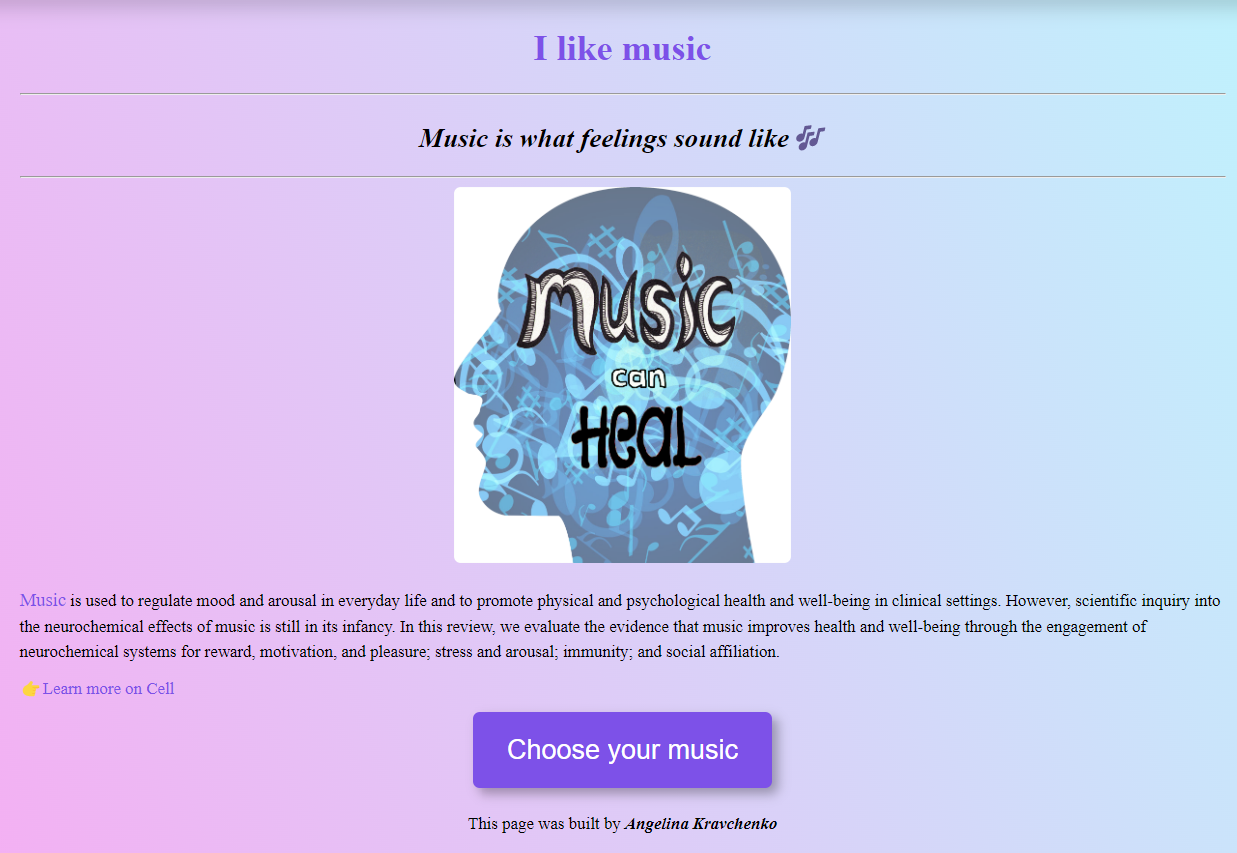 I like music
Music is what feelings sound like 🎶
music
can
HeaL
Music is used to regulate mood and arousal in everyday life and to promote physical and psychological health and well-being in clinical settings. However, scientific inquiry into
the neurochemical effects of music is still in its infancy. In this review, we evaluate the evidence that music improves health and well-being through the engagement of
neurochemical systems for reward, motivation, and pleasure; stress and arousal; immunity; and social affiliation.
👉Learn more on Cell
Choose your music
This page was built by Angelina Kravchenko